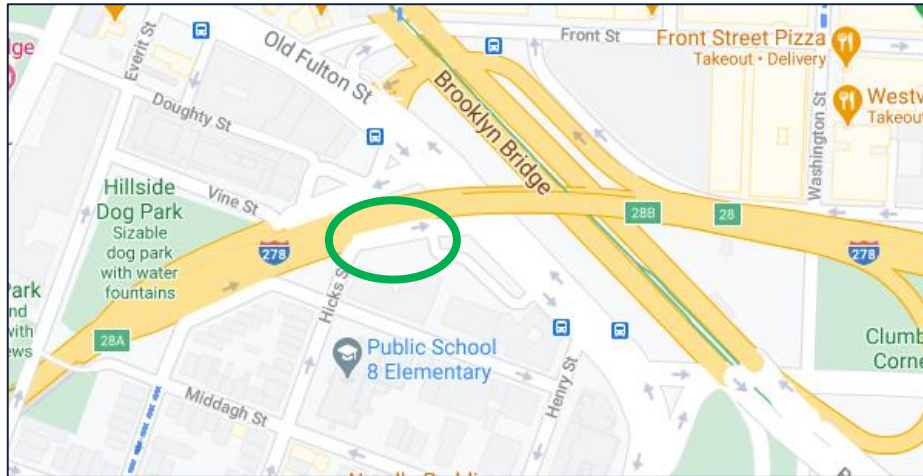 Everit St
Old Fulton St
Front St
Front Street Pizza
Takeout • Delivery
Westv
Takeout
dge
Doughty St
Brooklyn Bridge
Washington St
Vine St
Hillside
Dog Park
Sizable
dog park
with water
fountains
28B
28
278
278
Park
nd
with
ews
28A
Hicks S
Public School
8 Elementary
Clumb
Corne
Middagh St
Henry St